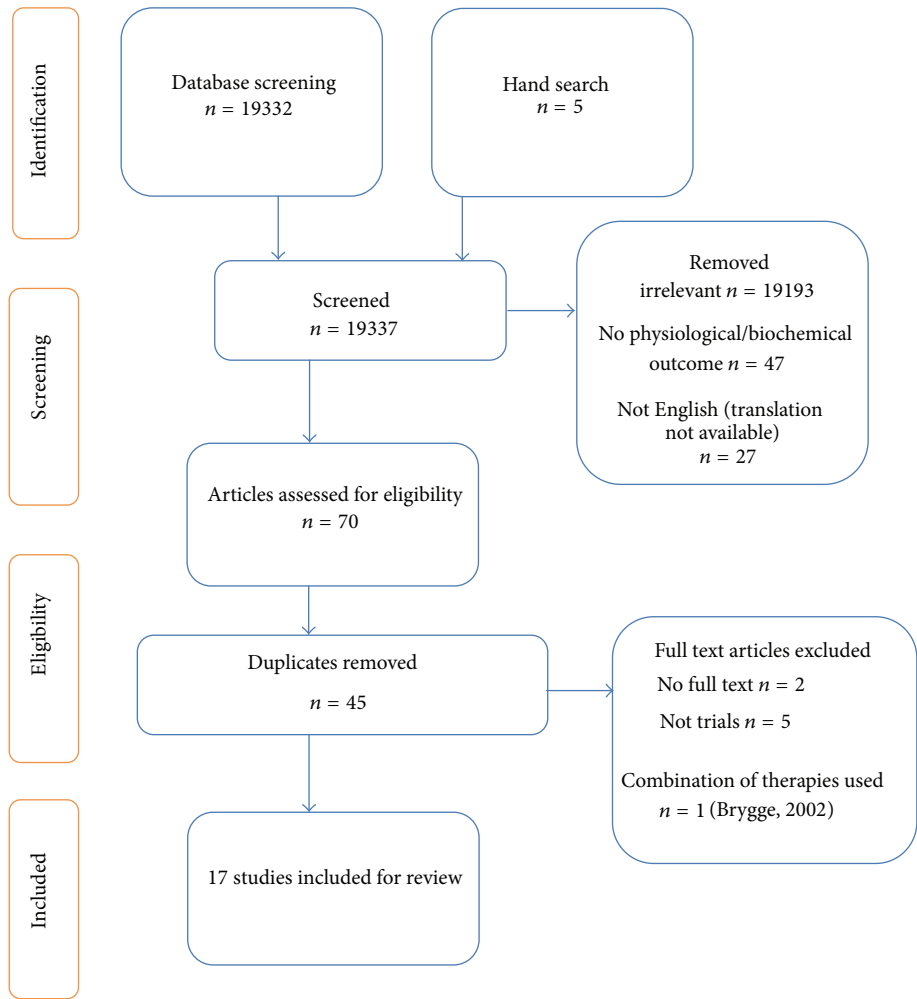 Identification
Database screening
n = 19332
Hand search
n = 5
Screening
Screened
n = 19337
Removed
irrelevant n = 19193
No physiological/biochemical
outcome n = 47
Not English (translation
not available)
n = 27
Articles assessed for eligibility
n = 70
Eligibility
Duplicates removed
n = 45
Full text articles excluded
No full text n = 2
Not trials n = 5
Combination of therapies used
n = 1 (Brygge, 2002)
Included
17 studies included for review